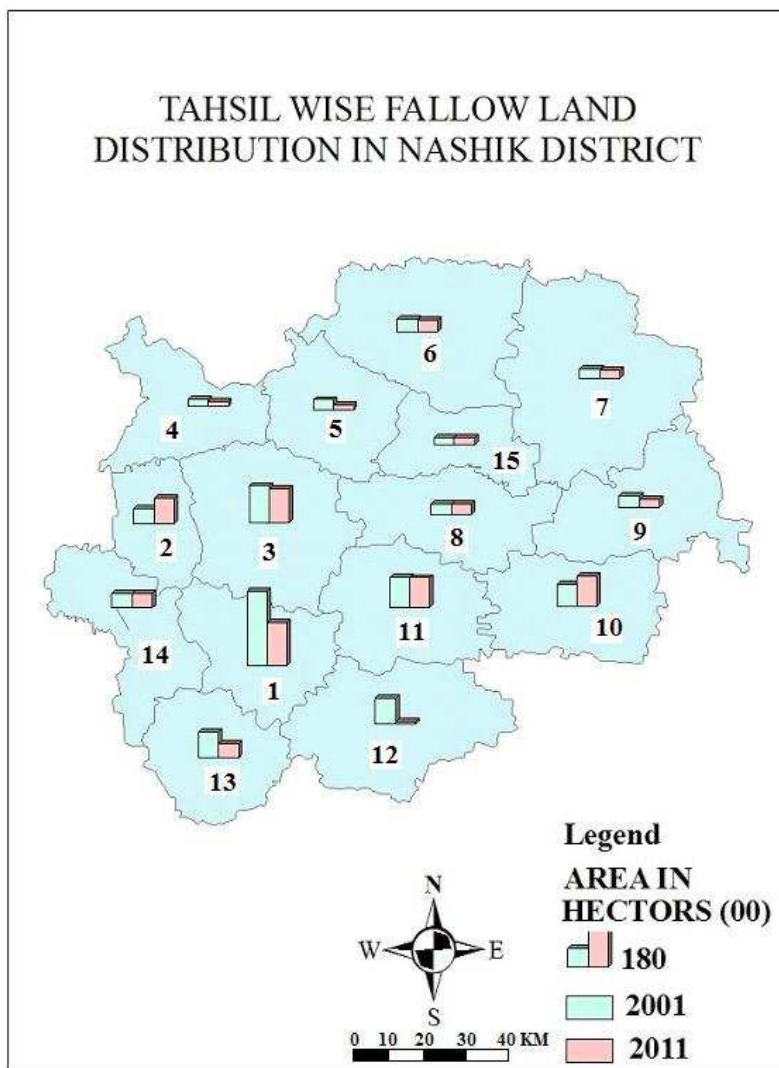 TAHSIL WISE FALLOW LAND
DISTRIBUTION IN NASHIK DISTRICT
6
7
4
5
15
2
3
8
9
14
1
11
10
13
12
Legend
AREA IN
HECTORS (00)
180
2001
2011
N
W E
S
0 10 20 30 40 KM